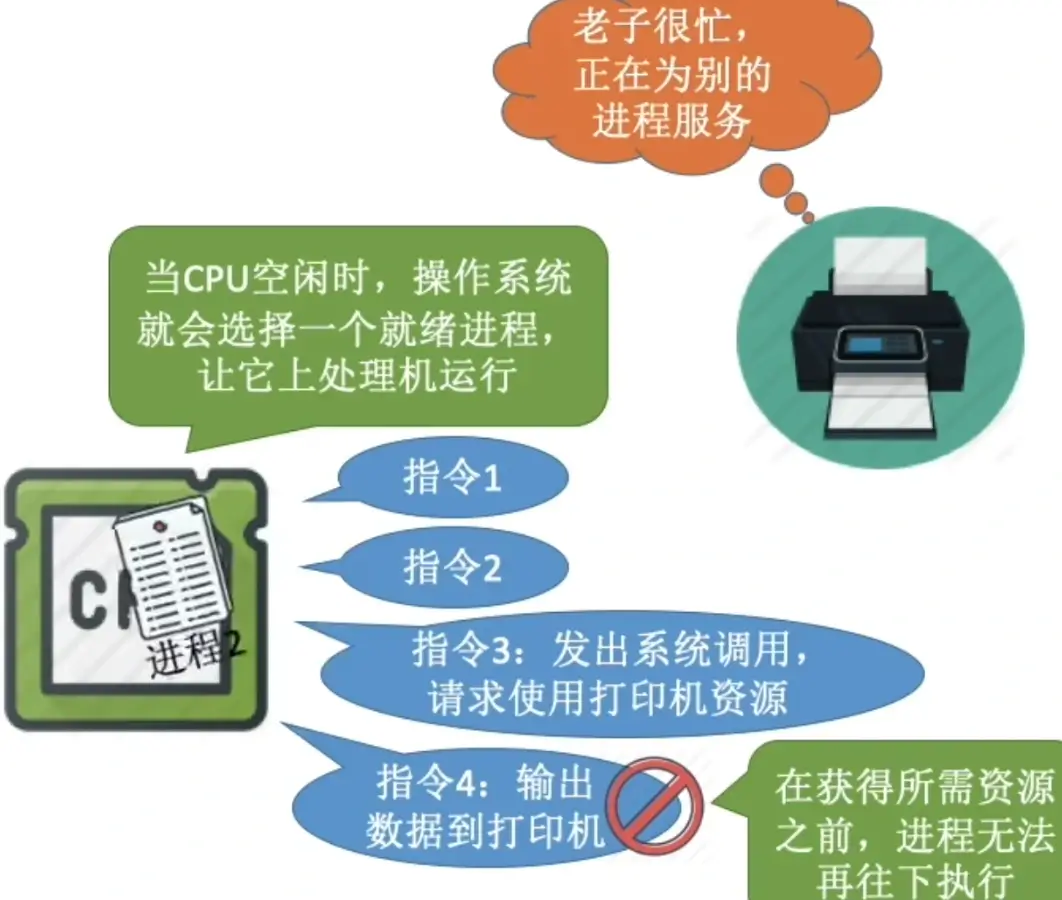 老子很忙，
正在为别的
进程服务
当CPU空闲时，操作系统
就会选择一个就绪进程，
让它上处理机运行
指令1
指令2
进程2
指令3：发出系统调用，
请求使用打印机资源
指令4：输出
数据到打印机
在获得所需资源
之前，进程无法
再往下执行